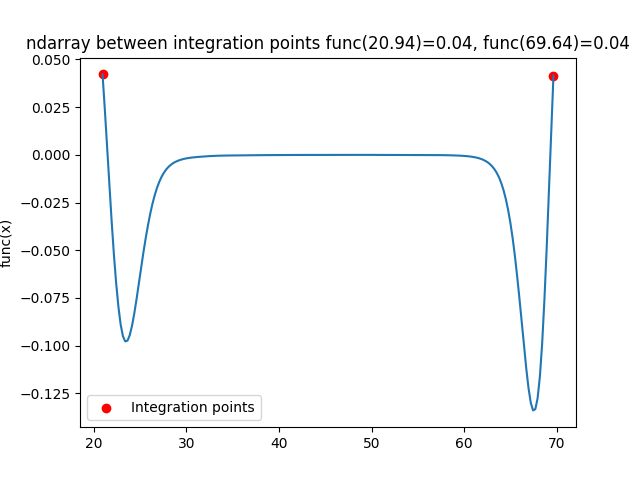 ndarray between integration points func(20.94)=0.04, func(69.64)=0.04
0.050
0.025
0.000
−0.025
−0.050
−0.075
−0.100
−0.125
func(x)
Integration points
20 30 40 50 60 70